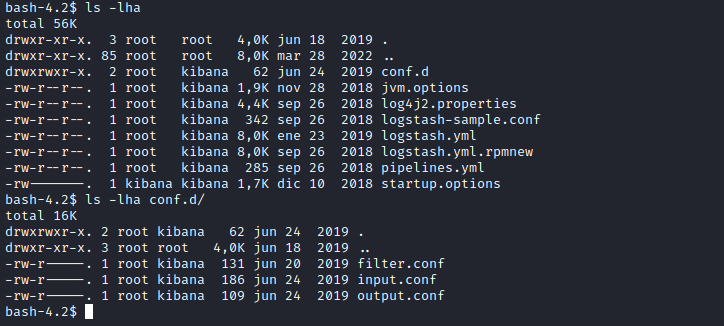 bash-4.2$ ls -lha
total 56K
drwxr-xr-x.  3 root   root   4,0K jun 18  2019 .
drwxr-xr-x. 85 root   root   8,0K mar 28  2022 ..
drwxrwxr-x.  2 root   kibana   62 jun 24  2019 conf.d
-rw-r--r--.  1 root   kibana 1,9K nov 28  2018 jvm.options
-rw-r--r--.  1 root   kibana 4,4K sep 26  2018 log4j2.properties
-rw-r--r--.  1 root   kibana  342 sep 26  2018 logstash-sample.conf
-rw-r--r--.  1 root   kibana 8,0K ene 23  2019 logstash.yml
-rw-r--r--.  1 root   kibana 8,0K sep 26  2018 logstash.yml.rpmnew
-rw-r--r--.  1 root   kibana  285 sep 26  2018 pipelines.yml
-rw-------.  1 kibana kibana 1,7K dic 10  2018 startup.options
bash-4.2$ ls -lha conf.d/
total 16K
drwxrwxr-x. 2 root kibana   62 jun 24  2019 .
drwxr-xr-x. 3 root root   4,0K jun 18  2019 ..
-rw-r-----. 1 root kibana  131 jun 20  2019 filter.conf
-rw-r-----. 1 root kibana  186 jun 24  2019 input.conf
-rw-r-----. 1 root kibana  109 jun 24  2019 output.conf
bash-4.2$